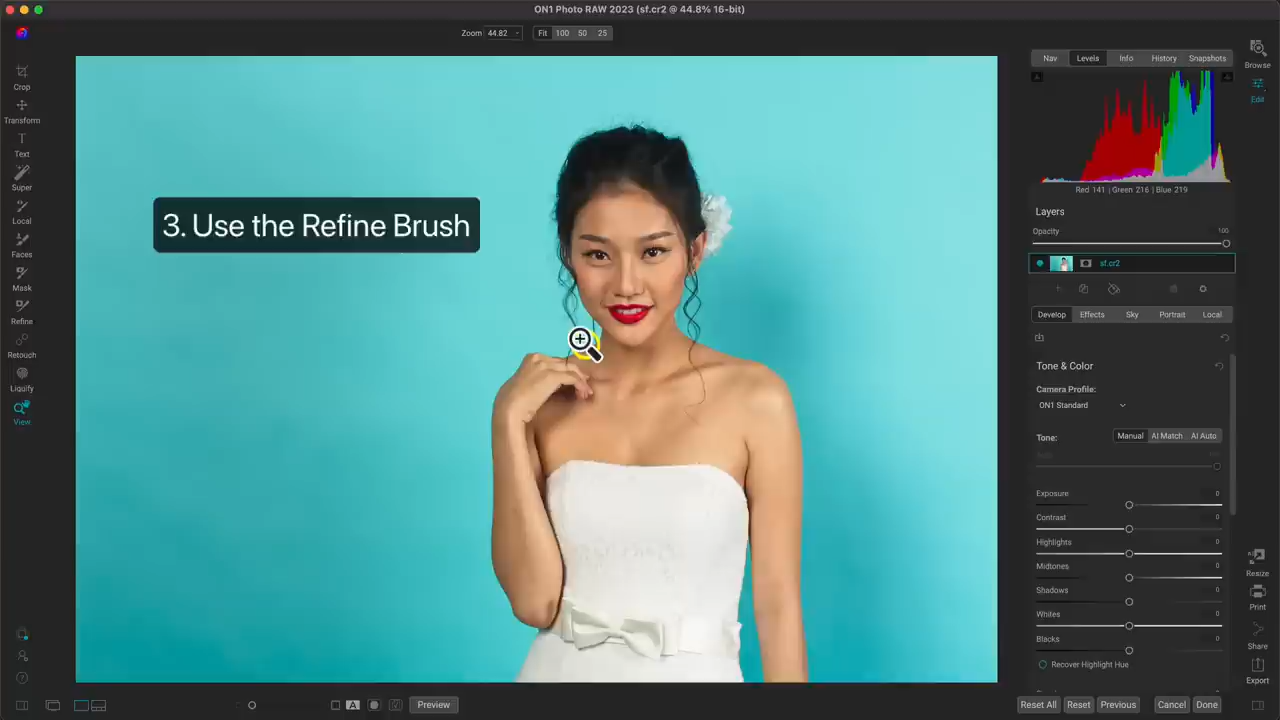 ON1 Photo RAW 2023 (sf.cr2 @ 44.8% 16-bit)
Zoom 44.82 Fit 100 50 25
Browse
Edit
Nav Levels Info History Snapshots
Crop
Transform
Text
Super
Local
Faces
Mask
Refine
Retouch
Liquify
View
3. Use the Refine Brush
Red 141 | Green 216 | Blue 219
Layers
Opacity 100
sf.cr2
Develop Effects Sky Portrait Local
Tone & Color
Camera Profile:
ON1 Standard
Tone: Manual AI Match AI Auto
Exposure 0
Contrast 0
Highlights 0
Midtones 0
Shadows 0
Whites 0
Blacks 0
Recover Highlight Hue
Resize
Print
Share
Export
A Preview
Reset All Reset Previous Cancel Done